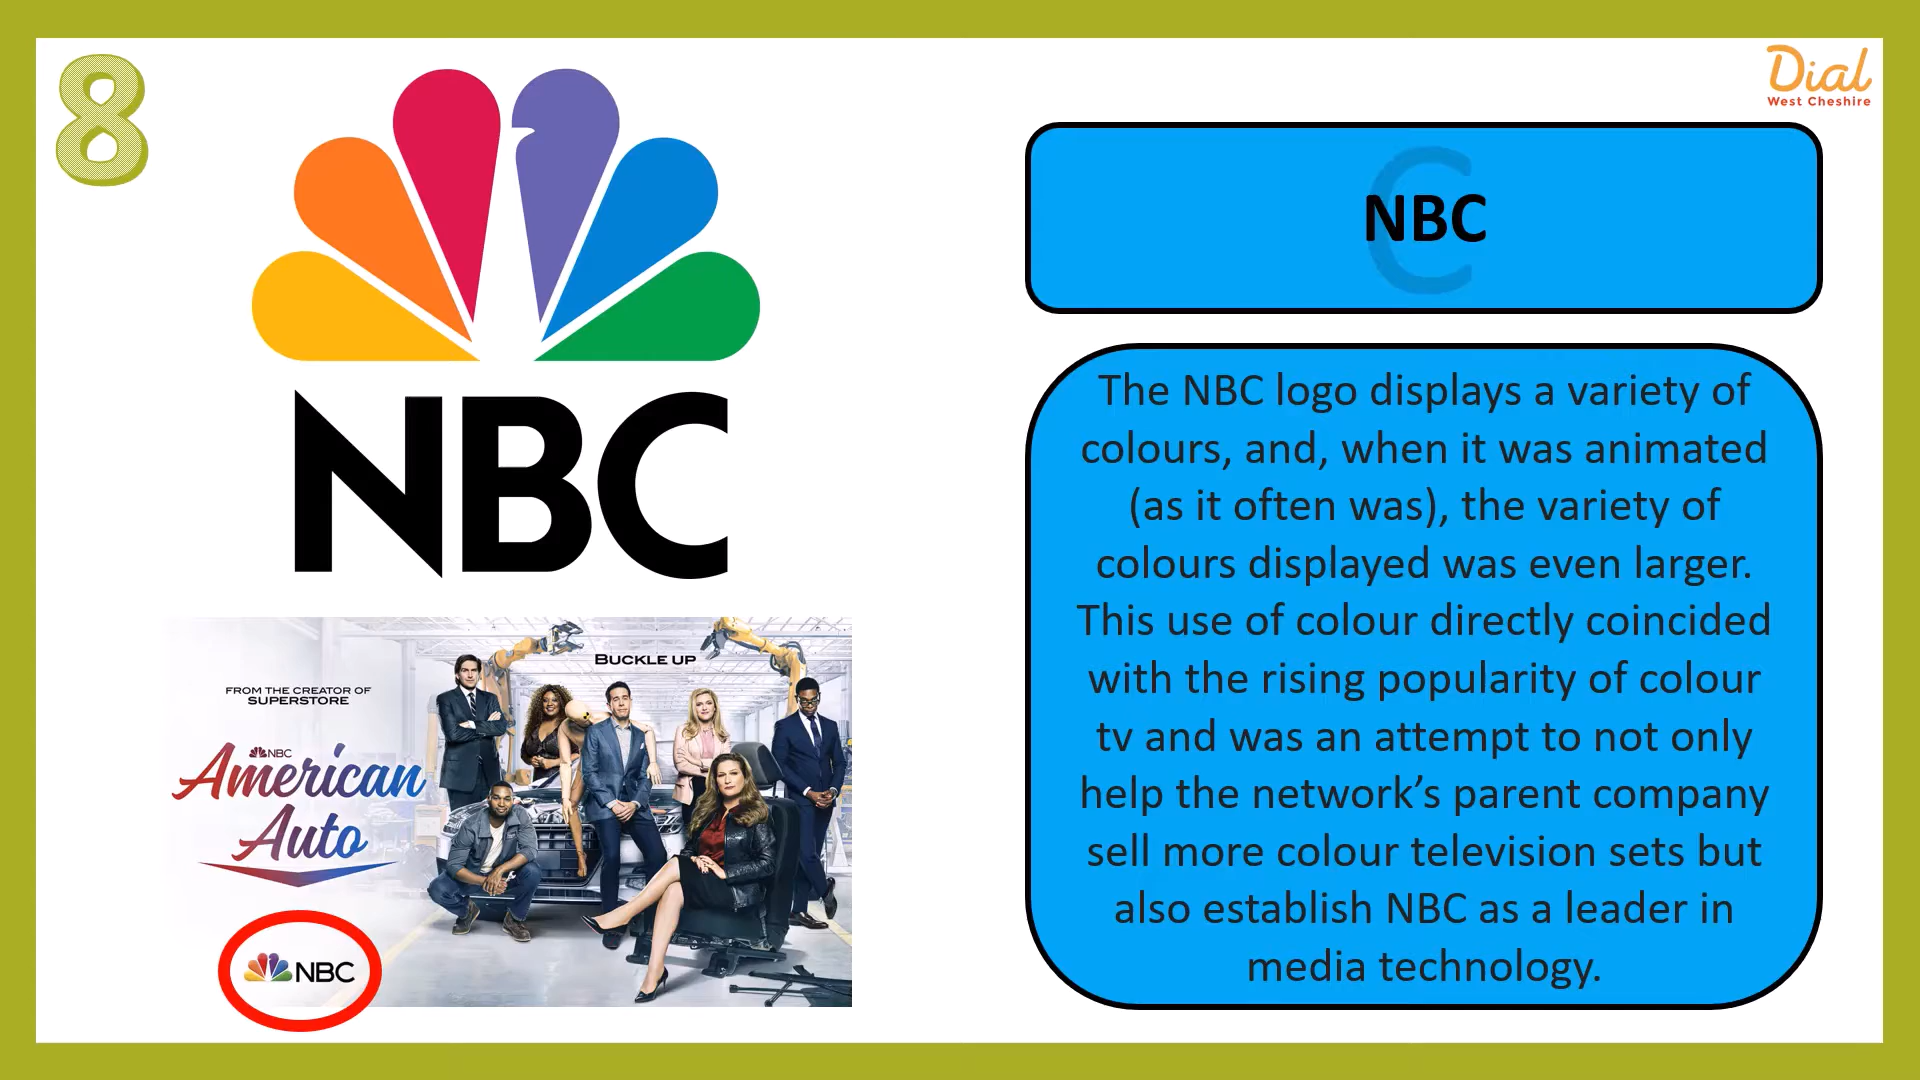 8
Dial
West Cheshire
NBC
C
NBC
The NBC logo displays a variety of
colours, and, when it was animated
(as it often was), the variety of
colours displayed was even larger.
This use of colour directly coincided
with the rising popularity of colour
tv and was an attempt to not only
help the network’s parent company
sell more colour television sets but
also establish NBC as a leader in
media technology.
BUCKLE UP
FROM THE CREATOR OF
SUPERSTORE
NBC
American
Auto
NBC